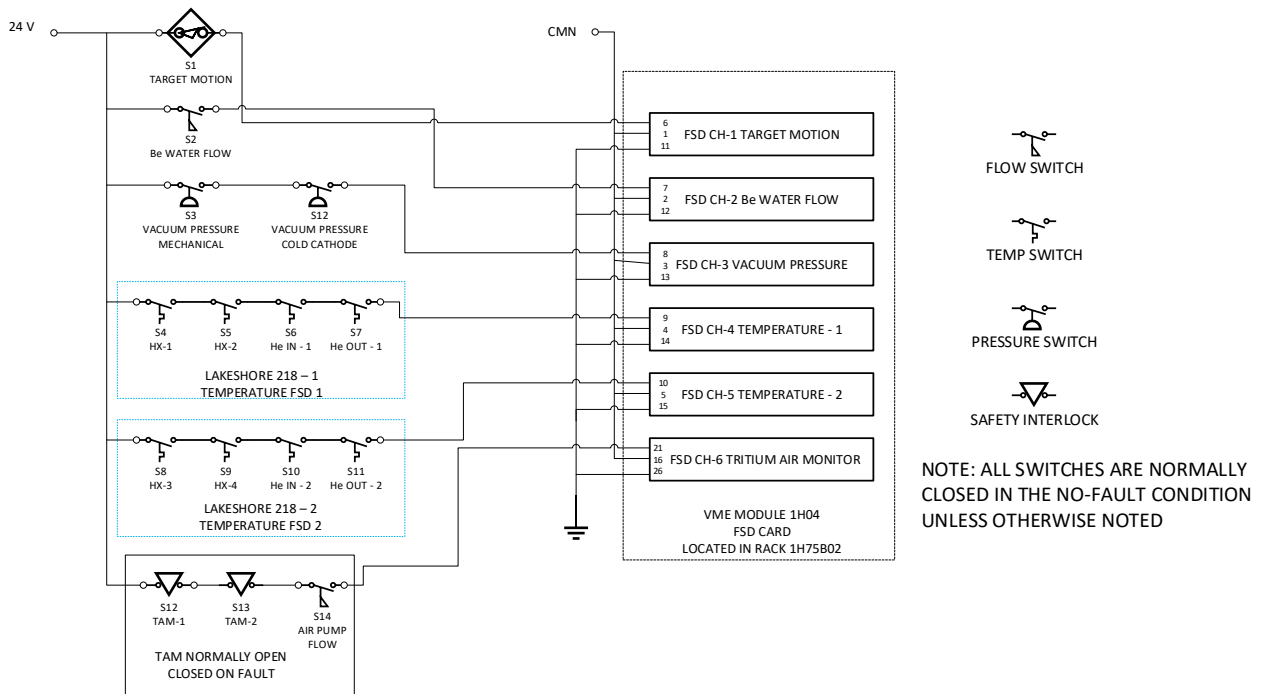 24 V
S1
TARGET MOTION
S2
Be WATER FLOW
S3
VACUUM PRESSURE
MECHANICAL
S12
VACUUM PRESSURE
COLD CATHODE
S4
HX-1
S5
HX-2
S6
He IN - 1
S7
He OUT - 1
LAKESHORE 218 – 1
TEMPERATURE FSD 1
S8
HX-3
S9
HX-4
S10
He IN - 2
S11
He OUT - 2
LAKESHORE 218 – 2
TEMPERATURE FSD 2
S12
TAM-1
S13
TAM-2
S14
AIR PUMP
FLOW
TAM NORMALLY OPEN
CLOSED ON FAULT
CMN
6
1
11
FSD CH-1 TARGET MOTION
7
2
12
FSD CH-2 Be WATER FLOW
8
3
13
FSD CH-3 VACUUM PRESSURE
9
4
14
FSD CH-4 TEMPERATURE - 1
10
5
15
FSD CH-5 TEMPERATURE - 2
21
16
26
FSD CH-6 TRITIUM AIR MONITOR
VME MODULE 1H04
FSD CARD
LOCATED IN RACK 1H75B02
FLOW SWITCH
TEMP SWITCH
PRESSURE SWITCH
SAFETY INTERLOCK
NOTE: ALL SWITCHES ARE NORMALLY
CLOSED IN THE NO-FAULT CONDITION
UNLESS OTHERWISE NOTED